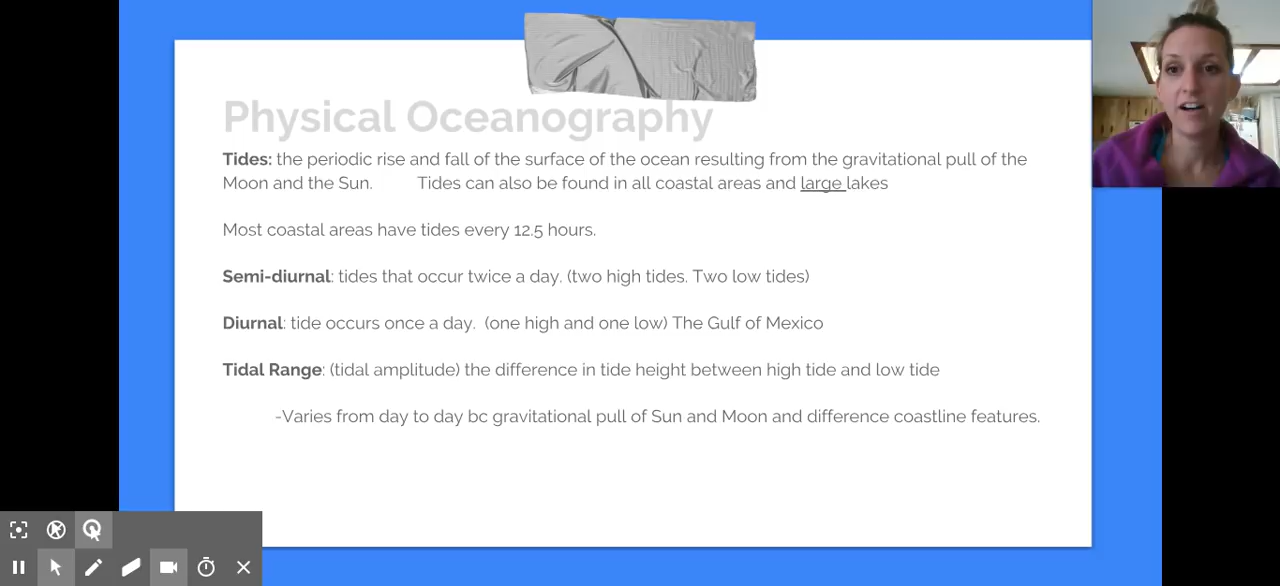 Physical Oceanography
Tides: the periodic rise and fall of the surface of the ocean resulting from the gravitational pull of the
Moon and the Sun. Tides can also be found in all coastal areas and large lakes
Most coastal areas have tides every 12.5 hours.
Semi-diurnal: tides that occur twice a day. (two high tides. Two low tides)
Diurnal: tide occurs once a day. (one high and one low) The Gulf of Mexico
Tidal Range: (tidal amplitude) the difference in tide height between high tide and low tide
-Varies from day to day bc gravitational pull of Sun and Moon and difference coastline features.